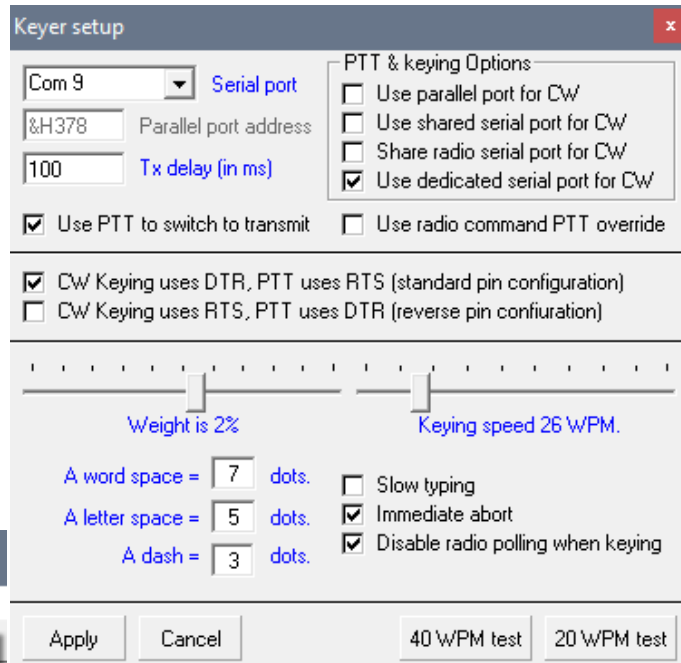 Keyer setup
x
Com 9 Serial port
&H378 Parallel port address
100 Tx delay (in ms)
PTT & keying Options
Use parallel port for CW
Use shared serial port for CW
Share radio serial port for CW
Use dedicated serial port for CW
Use PTT to switch to transmit
Use radio command PTT override
CW Keying uses DTR, PTT uses RTS (standard pin configuration)
CW Keying uses RTS, PTT uses DTR (reverse pin confiuration)
Weight is 2%
Keying speed 26 WPM.
A word space = 7 dots.
A letter space = 5 dots.
A dash = 3 dots.
Slow typing
Immediate abort
Disable radio polling when keying
Apply
Cancel
40 WPM test
20 WPM test